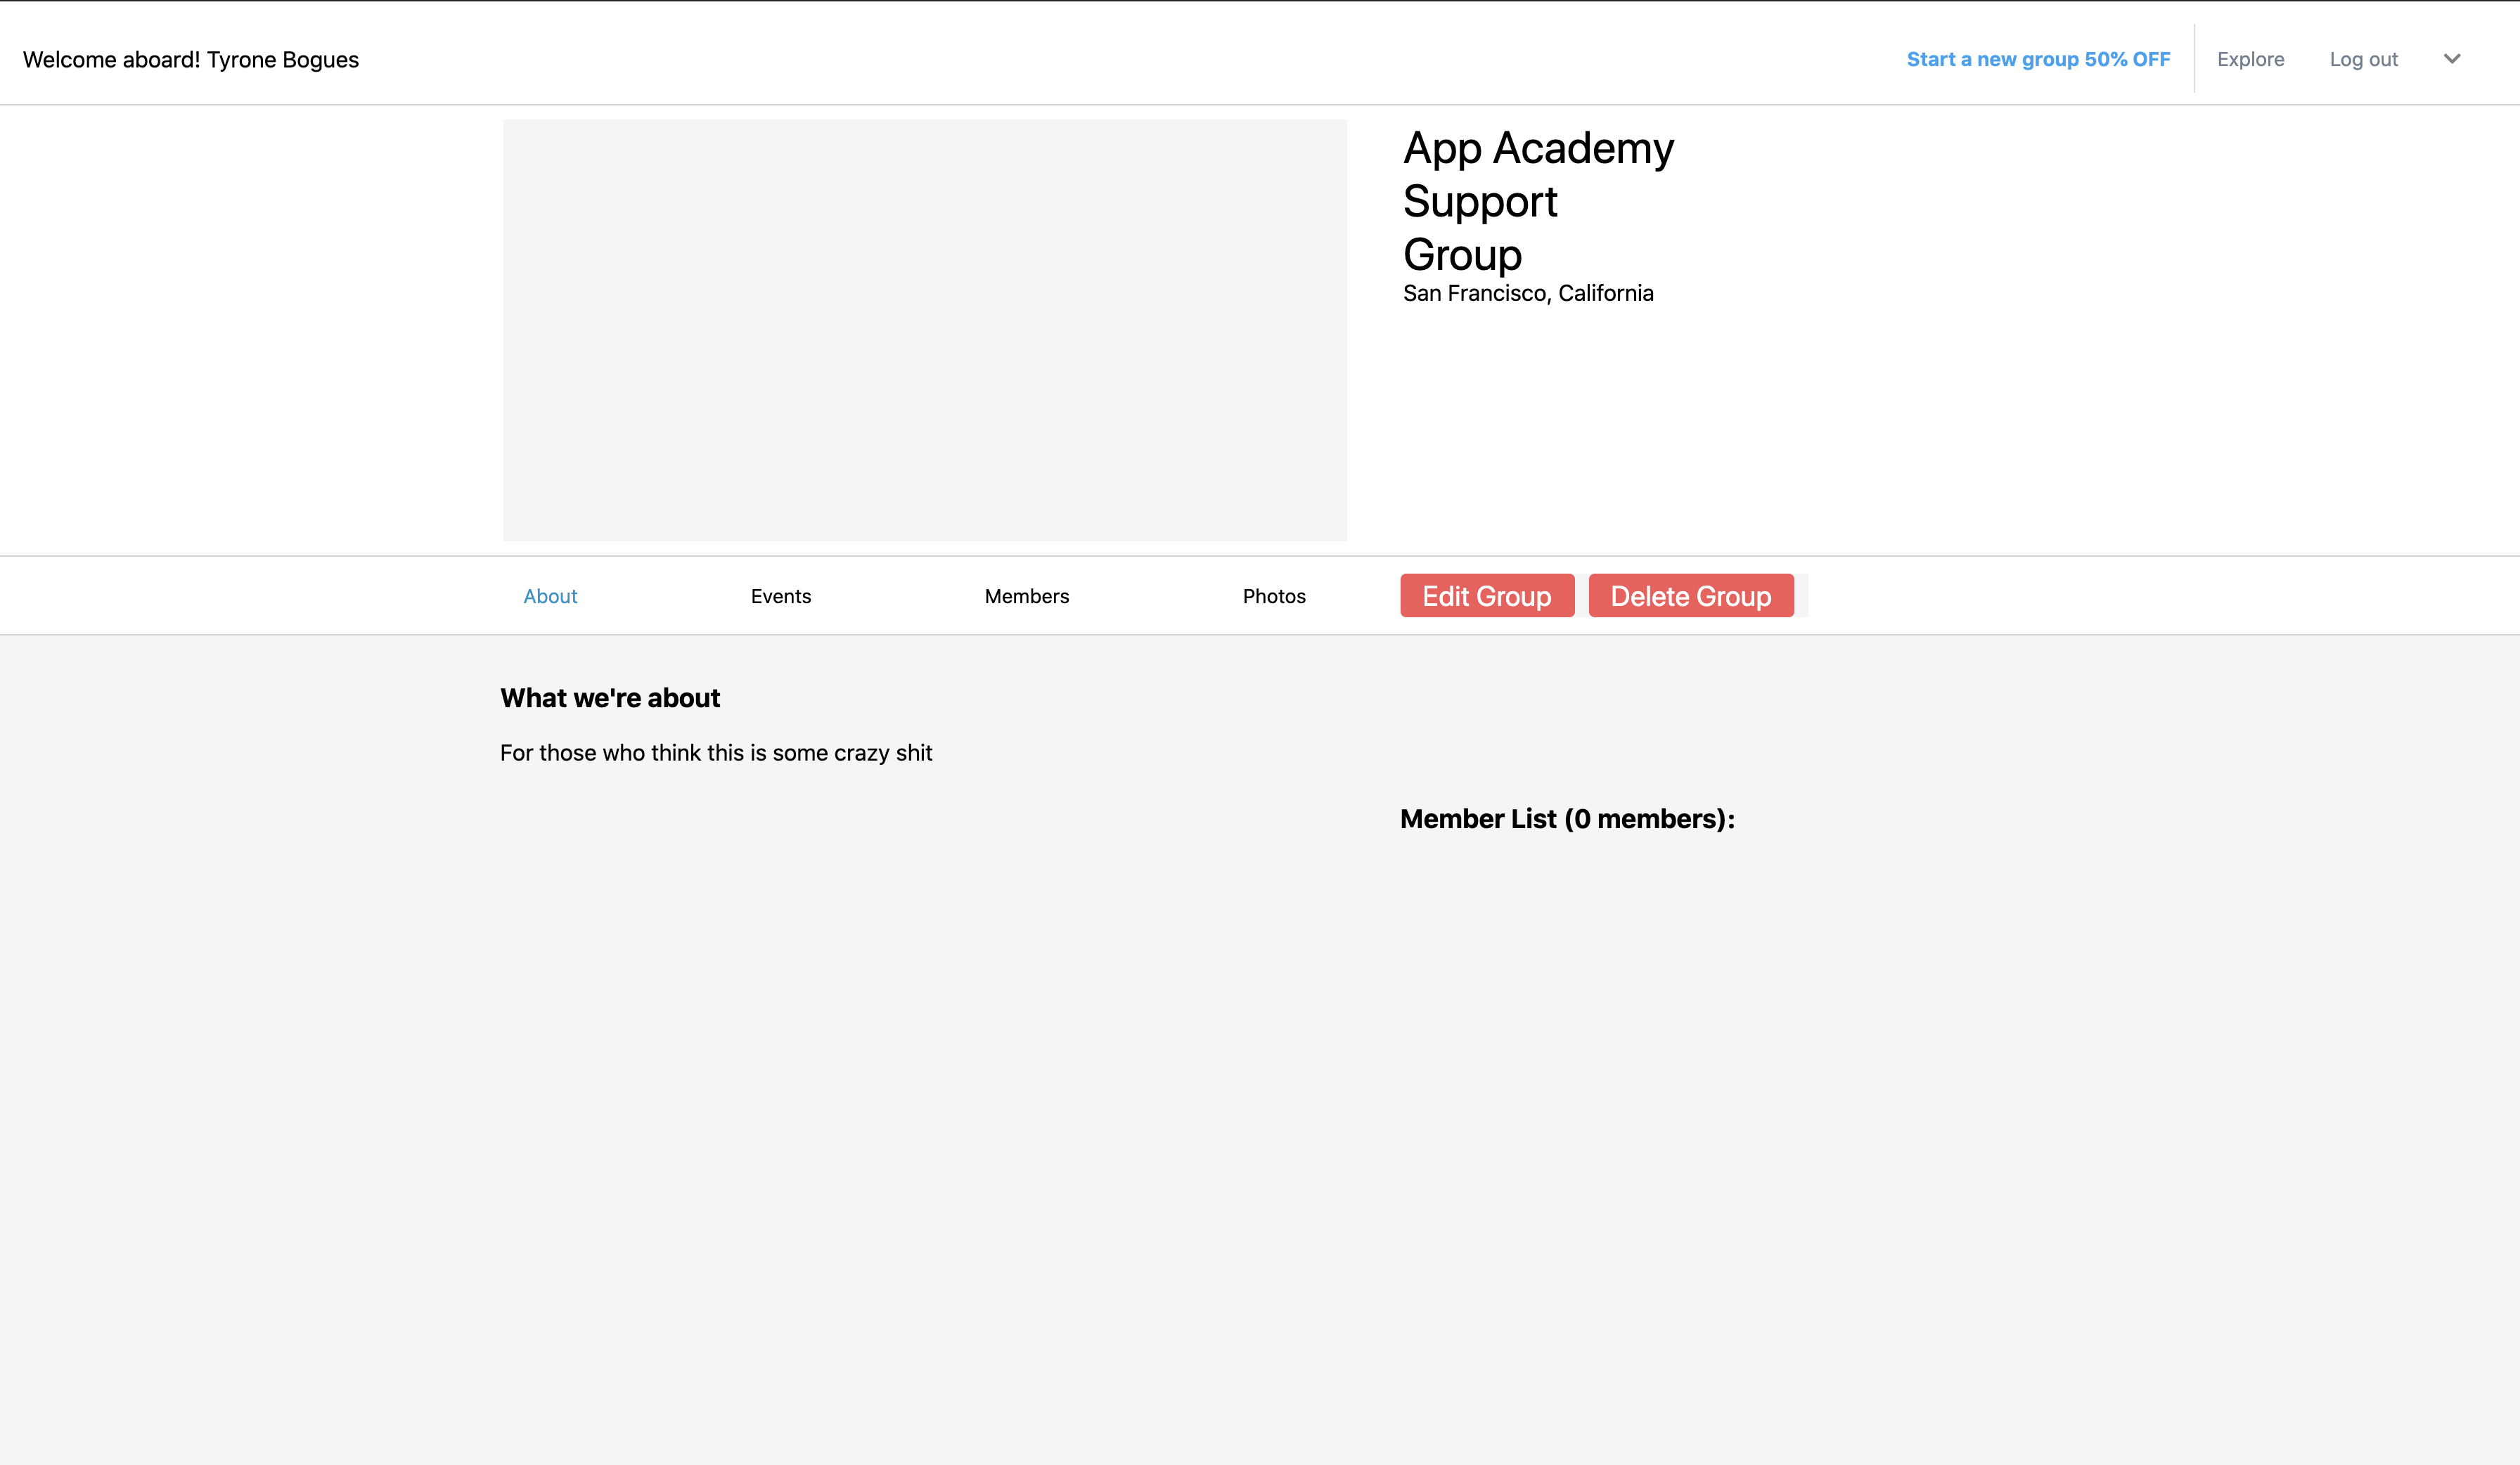 Welcome aboard! Tyrone Bogues
Start a new group 50% OFF
Explore
Log out
App Academy
Support
Group
San Francisco, California
About
Events
Members
Photos
Edit Group
Delete Group
What we're about
For those who think this is some crazy shit
Member List (0 members):